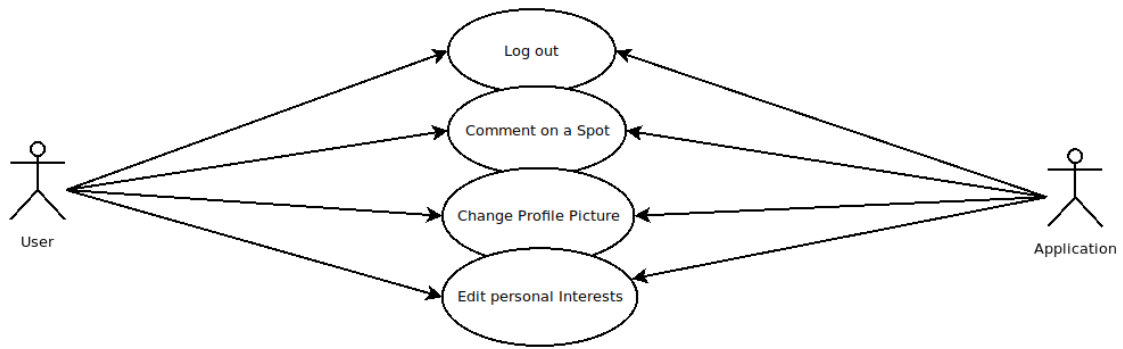 Log out
Comment on a Spot
Change Profile Picture
User
Application
Edit personal Interests